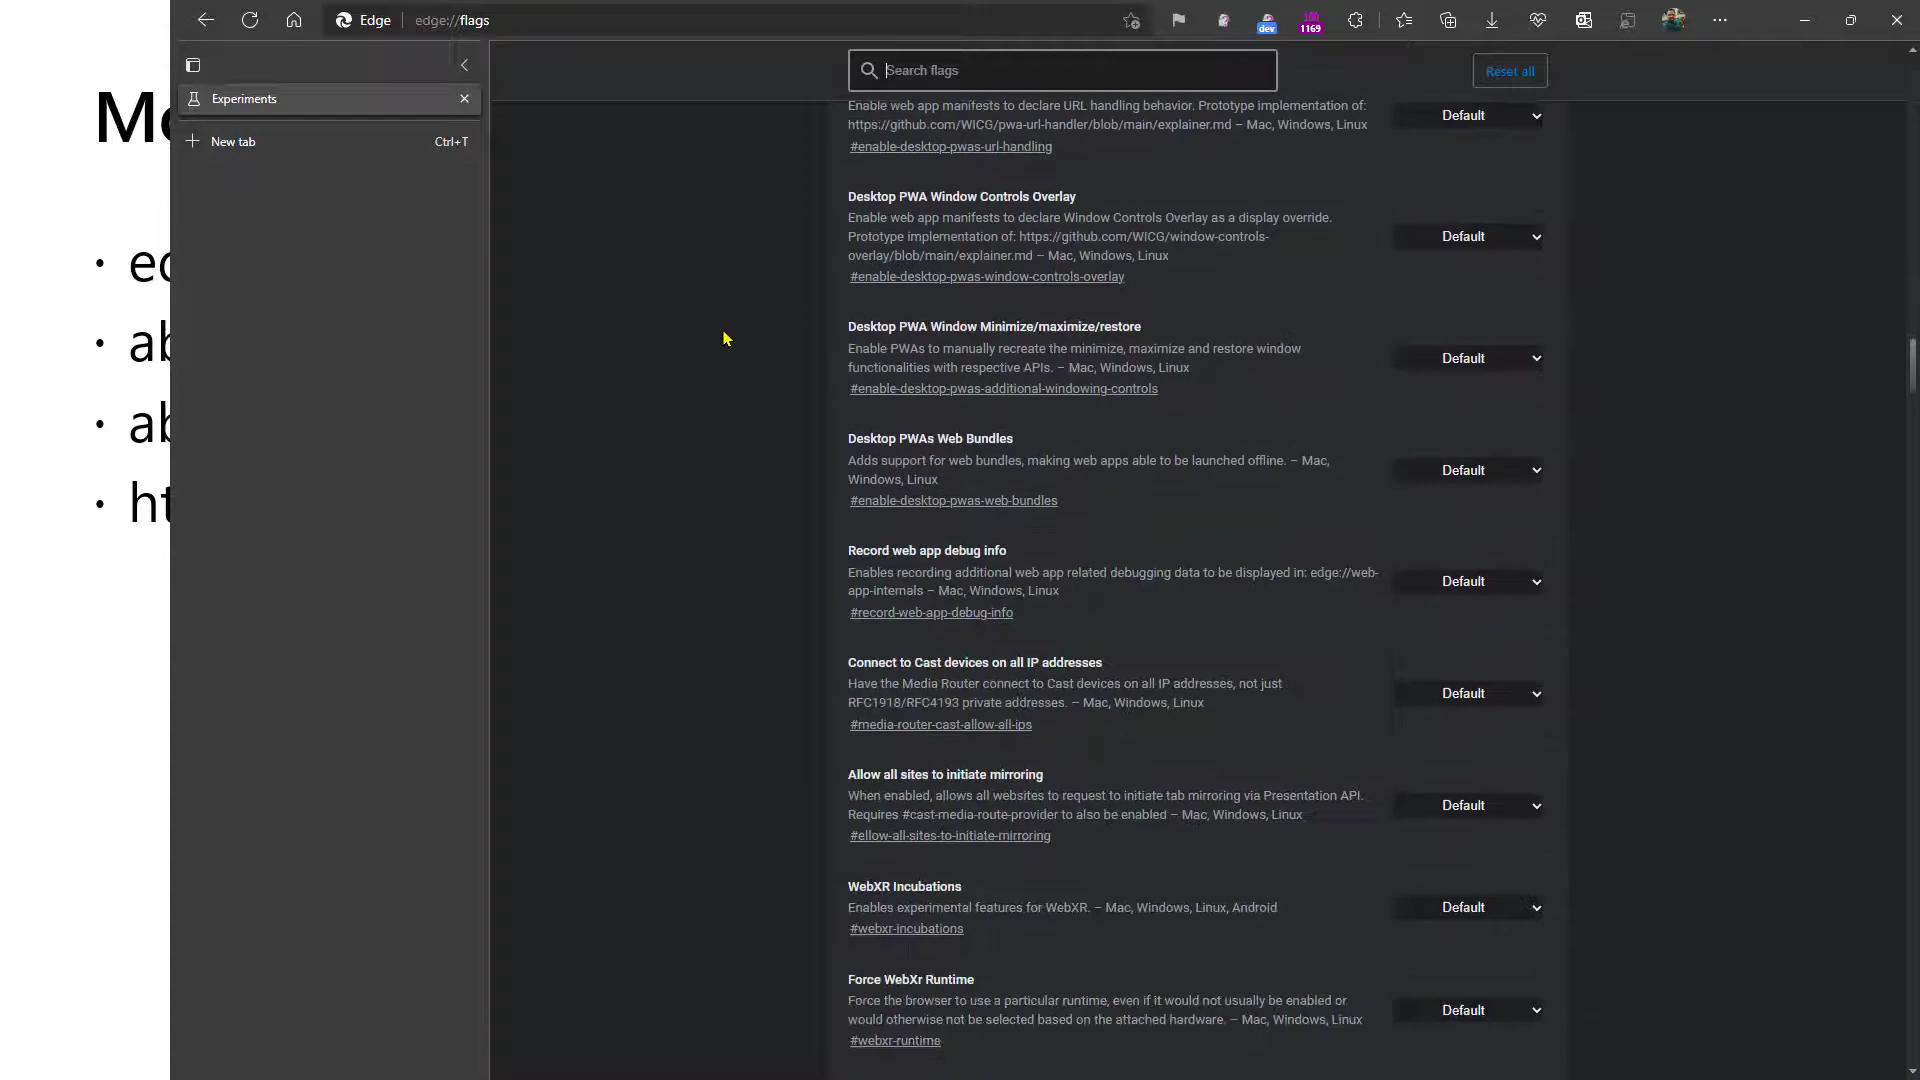 Edge
edge://flags
dev
100
1169
Experiments
New tab
Ctrl+T
Search flags
Reset all
Enable web app manifests to declare URL handling behavior. Prototype implementation of:
https://github.com/WICG/pwa-url-handler/blob/main/explainer.md – Mac, Windows, Linux
#enable-desktop-pwas-url-handling
Default
Desktop PWA Window Controls Overlay
Enable web app manifests to declare Window Controls Overlay as a display override.
Prototype implementation of: https://github.com/WICG/window-controls-
overlay/blob/main/explainer.md – Mac, Windows, Linux
#enable-desktop-pwas-window-controls-overlay
Default
Desktop PWA Window Minimize/maximize/restore
Enable PWAs to manually recreate the minimize, maximize and restore window
functionalities with respective APIs. – Mac, Windows, Linux
#enable-desktop-pwas-additional-windowing-controls
Default
Desktop PWAs Web Bundles
Adds support for web bundles, making web apps able to be launched offline. – Mac,
Windows, Linux
#enable-desktop-pwas-web-bundles
Default
Record web app debug info
Enables recording additional web app related debugging data to be displayed in: edge://web-
app-internals – Mac, Windows, Linux
#record-web-app-debug-info
Default
Connect to Cast devices on all IP addresses
Have the Media Router connect to Cast devices on all IP addresses, not just
RFC1918/RFC4193 private addresses. – Mac, Windows, Linux
#media-router-cast-allow-all-ips
Default
Allow all sites to initiate mirroring
When enabled, allows all websites to request to initiate tab mirroring via Presentation API.
Requires #cast-media-route-provider to also be enabled – Mac, Windows, Linux
#allow-all-sites-to-initiate-mirroring
Default
WebXR Incubations
Enables experimental features for WebXR. – Mac, Windows, Linux, Android
#webxr-incubations
Default
Force WebXr Runtime
Force the browser to use a particular runtime, even if it would not usually be enabled or
would otherwise not be selected based on the attached hardware. – Mac, Windows, Linux
#webxr-runtime
Default